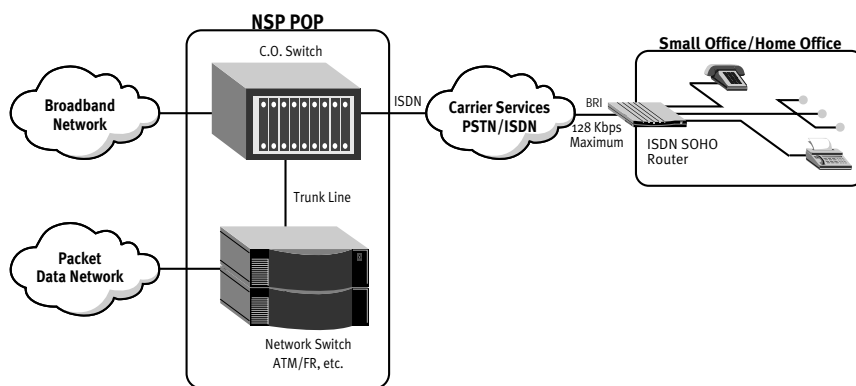 NSP POP
C.O. Switch
Broadband
Network
ISDN
Carrier Services
PSTN/ISDN
BRI
128 Kbps
Maximum
Small Office/Home Office
ISDN SOHO
Router
Trunk Line
Packet
Data Network
Network Switch
ATM/FR, etc.